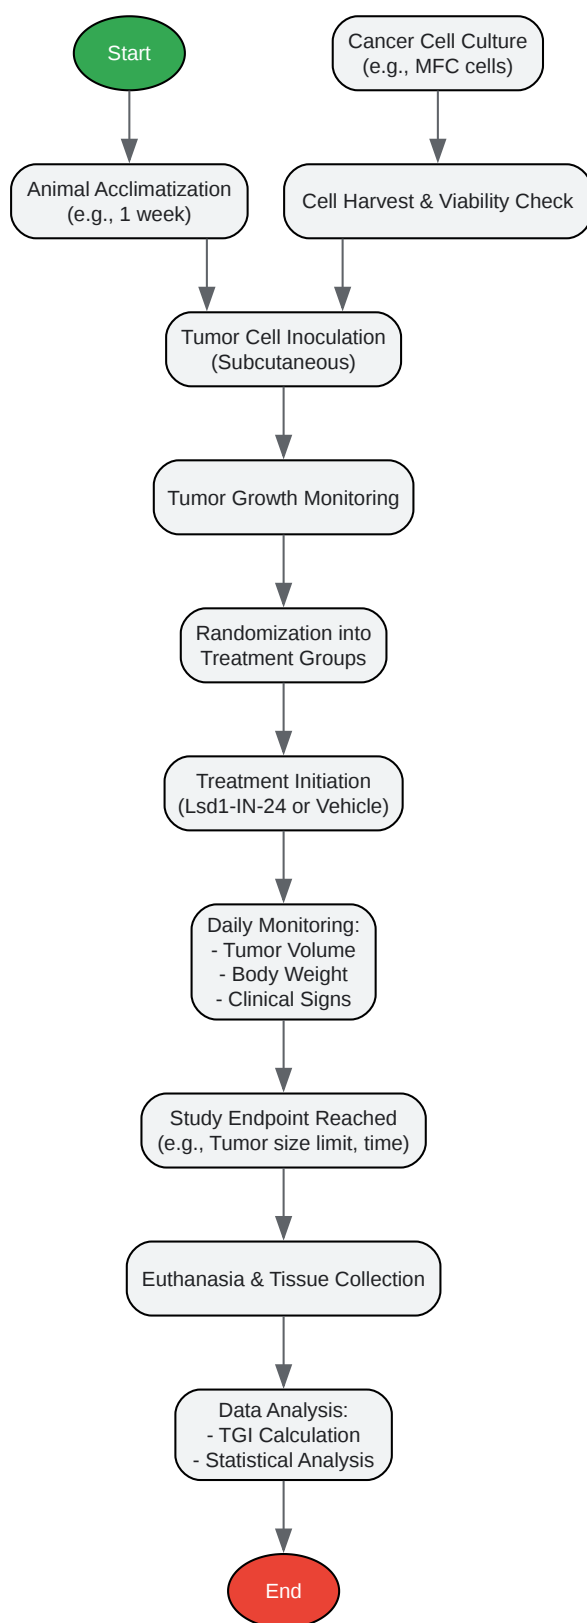 Start
Cancer Cell Culture
(e.g., MFC cells)
Animal Acclimatization
(e.g., 1 week)
Cell Harvest & Viability Check
Tumor Cell Inoculation
(Subcutaneous)
Tumor Growth Monitoring
Randomization into
Treatment Groups
Treatment Initiation
(Lsd1-IN-24 or Vehicle)
Daily Monitoring:
- Tumor Volume
- Body Weight
- Clinical Signs
Study Endpoint Reached
(e.g., Tumor size limit, time)
Euthanasia & Tissue Collection
Data Analysis:
- TGI Calculation
- Statistical Analysis
End